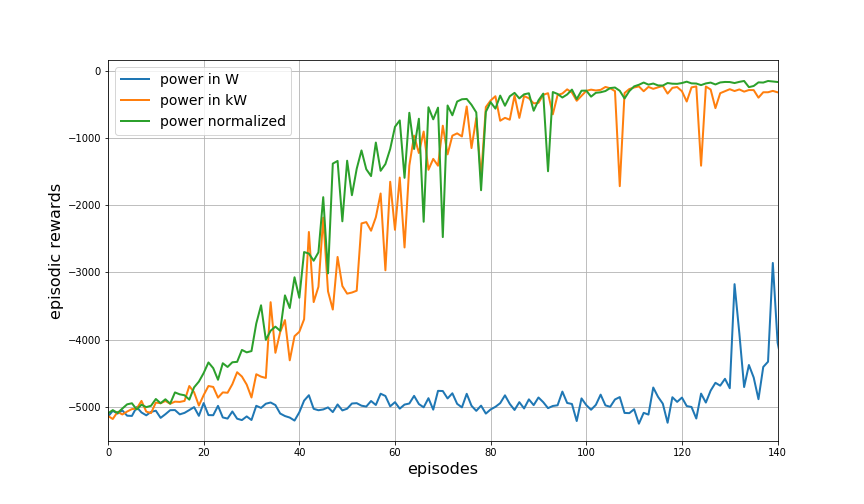 power in W
power in kW
power normalized
0
−1000
−2000
−3000
−4000
−5000
episodic rewards
0 20 40 60 80 100 120 140
episodes